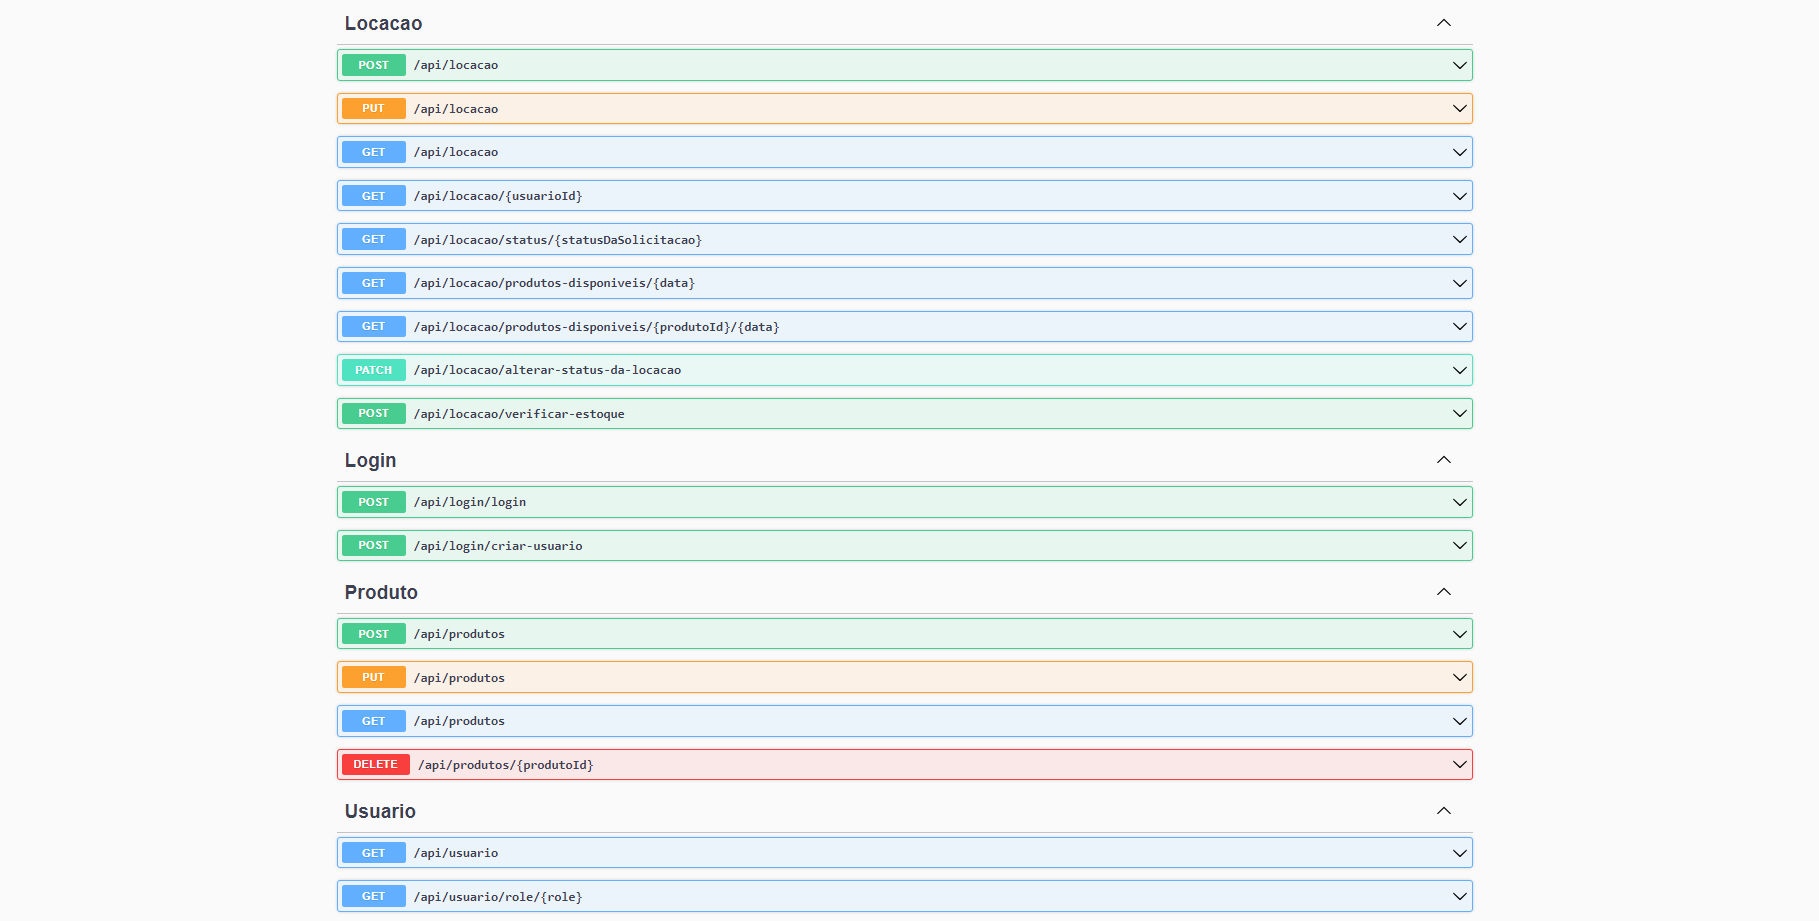 Locacao
POST /api/locacao
PUT /api/locacao
GET /api/locacao
GET /api/locacao/{usuarioId}
GET /api/locacao/status/{statusDaSolicitacao}
GET /api/locacao/produtos-disponiveis/{data}
GET /api/locacao/produtos-disponiveis/{produtoId}/{data}
PATCH /api/locacao/alterar-status-da-locacao
POST /api/locacao/verificar-estoque
Login
POST /api/login/login
POST /api/login/criar-usuario
Produto
POST /api/produtos
PUT /api/produtos
GET /api/produtos
DELETE /api/produtos/{produtoId}
Usuario
GET /api/usuario
GET /api/usuario/role/{role}